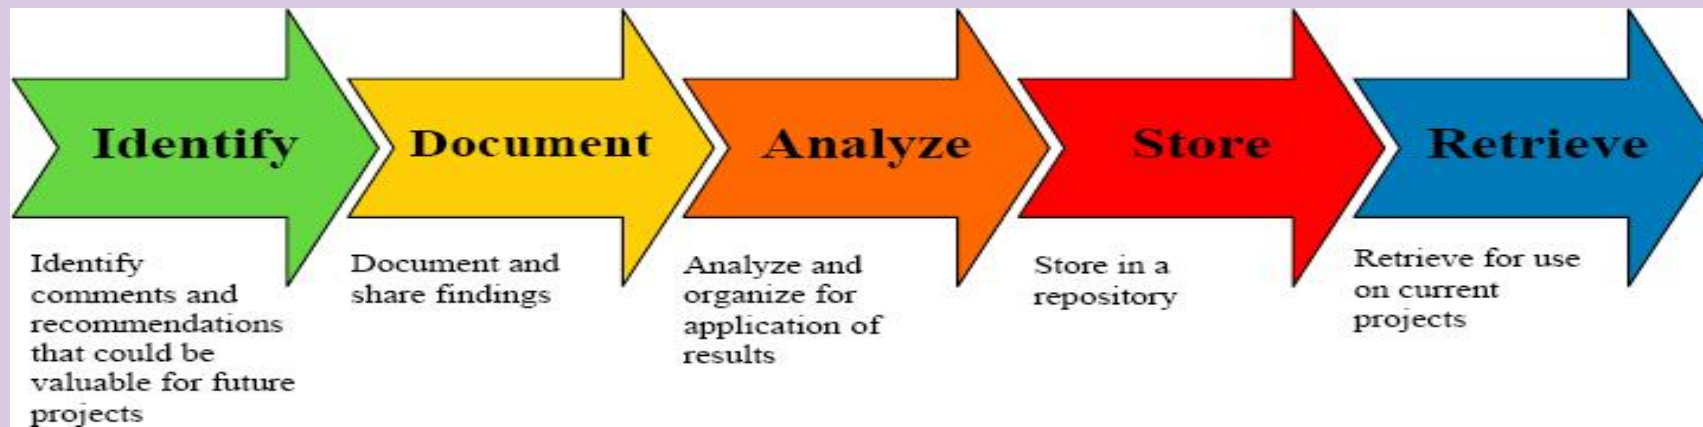 Identify
Document
Analyze
Store
Retrieve
Identify
comments and
recommendations
that could be
valuable for future
projects
Document and
share findings
Analyze and
organize for
application of
results
Store in a
repository
Retrieve for use
on current
projects